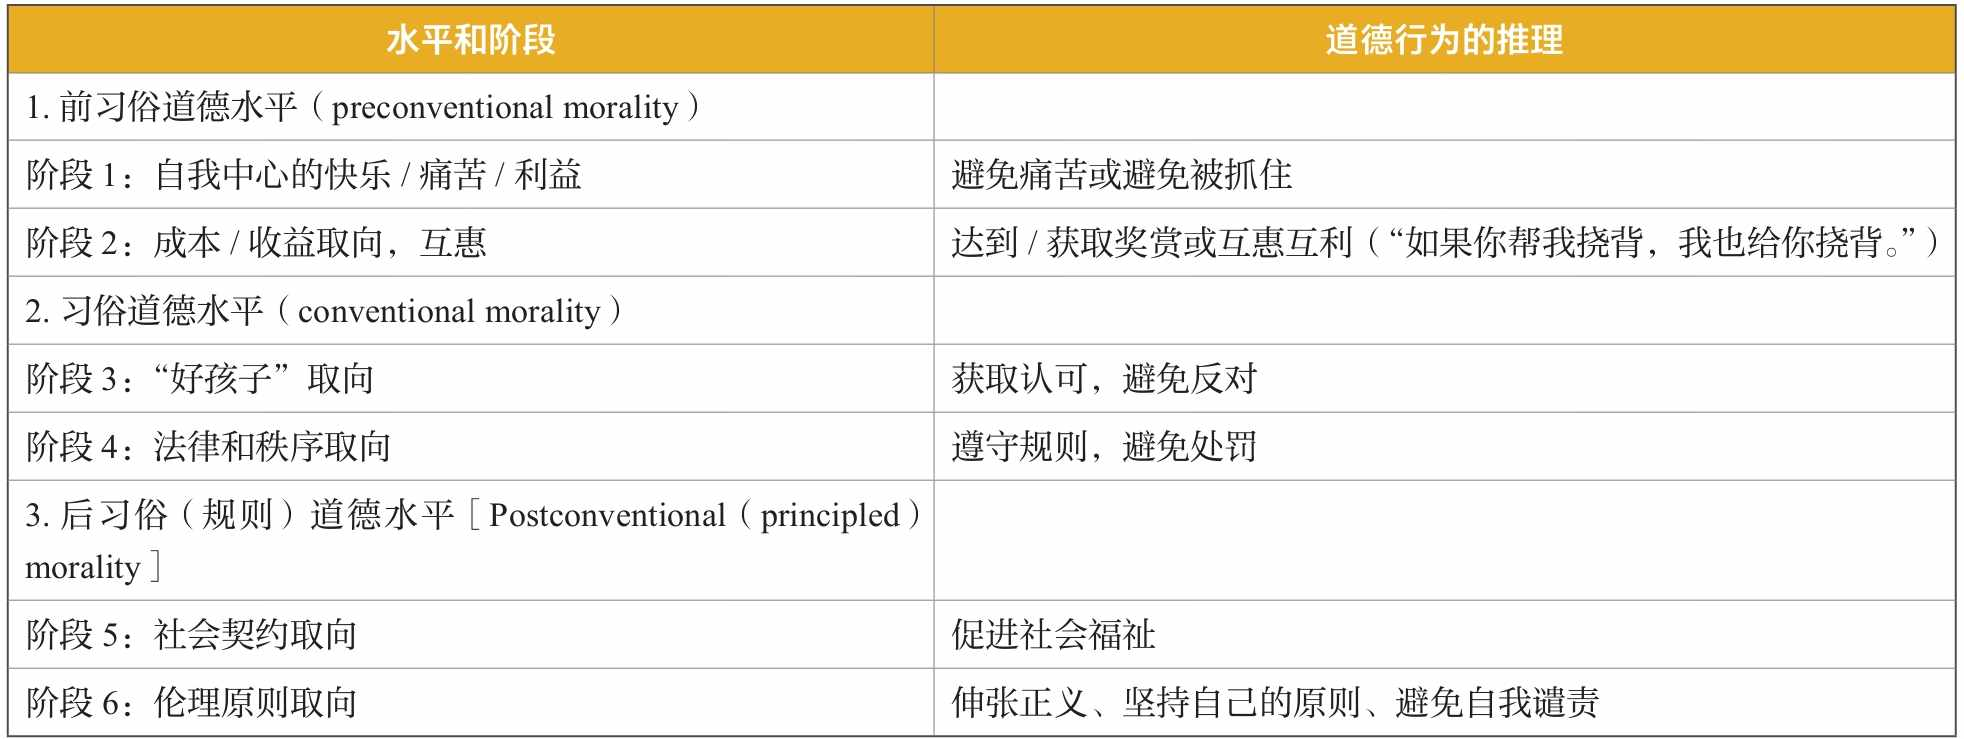 水平和阶段 道德行为的推理
1. 前习俗道德水平（preconventional morality）
阶段 1：自我中心的快乐 / 痛苦 / 利益 避免痛苦或避免被抓住
阶段 2：成本 / 收益取向，互惠 达到 / 获取奖赏或互惠互利（“如果你帮我挠背，我也给你挠背。”）
2. 习俗道德水平（conventional morality）
阶段 3：“好孩子”取向 获取认可，避免反对
阶段 4：法律和秩序取向 遵守规则，避免处罚
3. 后习俗（规则）道德水平［Postconventional（principled）
morality］
阶段 5：社会契约取向 促进社会福祉
阶段 6：伦理原则取向 伸张正义、坚持自己的原则、避免自我谴责